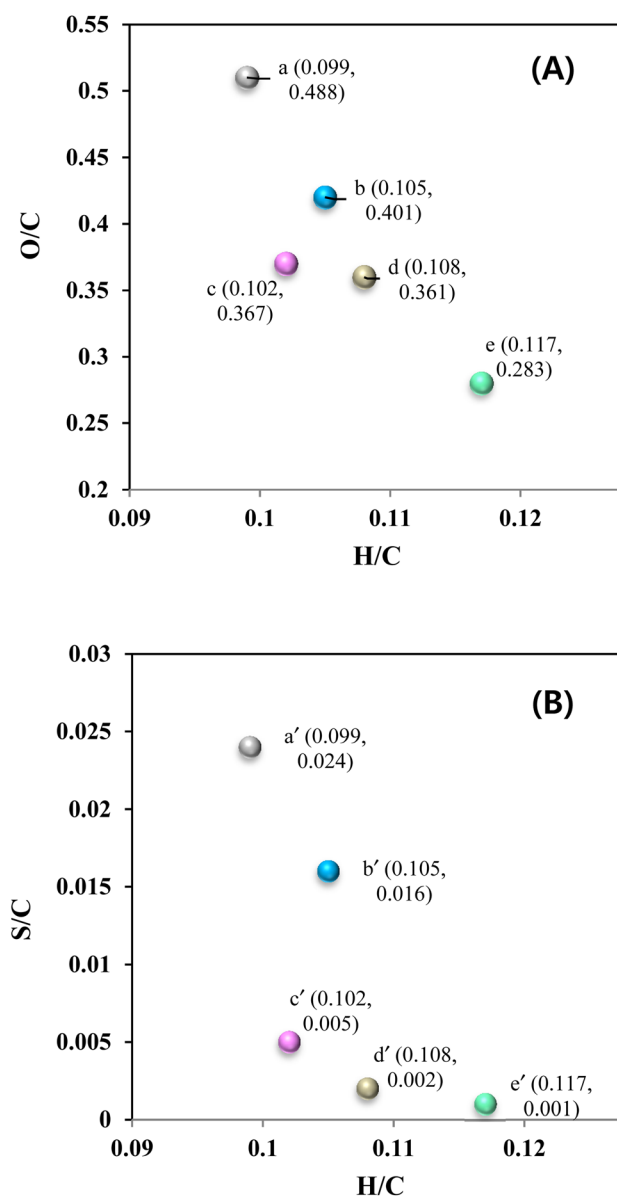 0.55
(A)
a (0.099,
0.488)
0.5
0.45
b (0.105,
0.401)
0.4
O/C
d (0.108,
0.361)
0.35
c (0.102,
0.367)
e (0.117,
0.283)
0.3
0.25
0.2
0.09
0.1
0.11
0.12
H/C
0.03
(B)
a′ (0.099,
0.024)
0.025
0.02
b′ (0.105,
0.016)
0.015
S/C
0.01
c′ (0.102,
0.005)
0.005
d′ (0.108,
0.002)
e′ (0.117,
0.001)
0
0.09
0.1
0.11
0.12
H/C